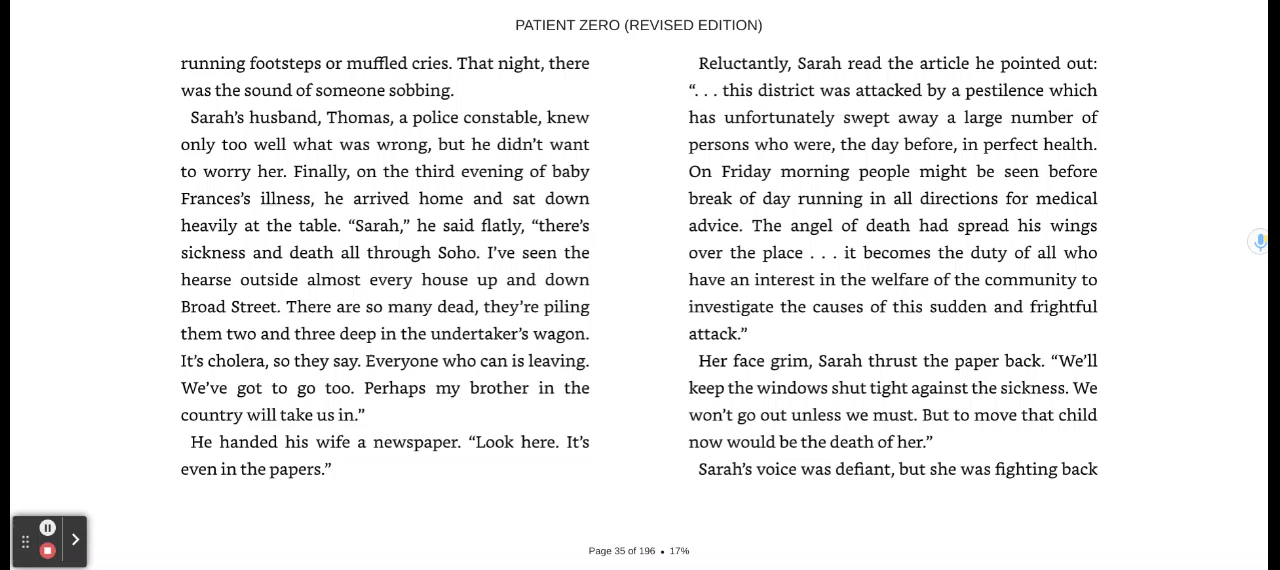 PATIENT ZERO (REVISED EDITION)
running footsteps or muffled cries. That night, there
was the sound of someone sobbing.
Sarah’s husband, Thomas, a police constable, knew
only too well what was wrong, but he didn’t want
to worry her. Finally, on the third evening of baby
Frances’s illness, he arrived home and sat down
heavily at the table. “Sarah,” he said flatly, “there’s
sickness and death all through Soho. I’ve seen the
hearse outside almost every house up and down
Broad Street. There are so many dead, they’re piling
them two and three deep in the undertaker’s wagon.
It’s cholera, so they say. Everyone who can is leaving.
We’ve got to go too. Perhaps my brother in the
country will take us in.”
He handed his wife a newspaper. “Look here. It’s
even in the papers.”
Reluctantly, Sarah read the article he pointed out:
“. . . this district was attacked by a pestilence which
has unfortunately swept away a large number of
persons who were, the day before, in perfect health.
On Friday morning people might be seen before
break of day running in all directions for medical
advice. The angel of death had spread his wings
over the place . . . it becomes the duty of all who
have an interest in the welfare of the community to
investigate the causes of this sudden and frightful
attack.”
Her face grim, Sarah thrust the paper back. “We’ll
keep the windows shut tight against the sickness. We
won’t go out unless we must. But to move that child
now would be the death of her.”
Sarah’s voice was defiant, but she was fighting back
Page 35 of 196 • 17%